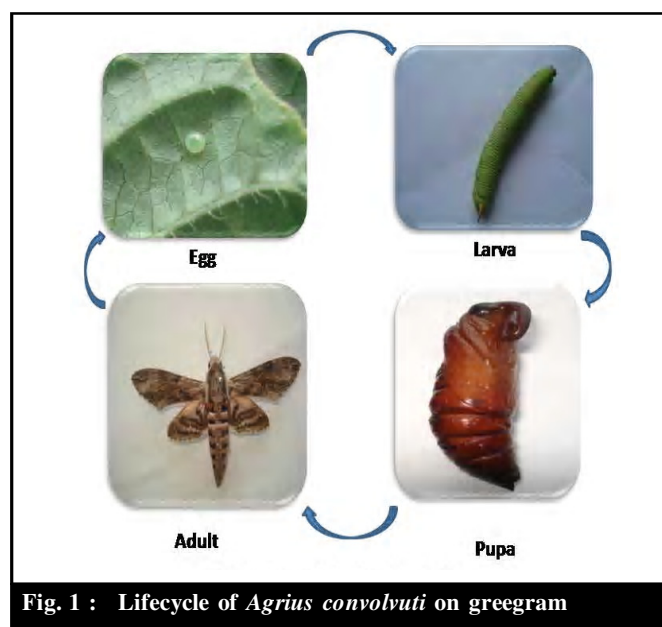 Egg
Larva
Adult
Pupa
Fig. 1 : Lifecycle of Agrius convolvuti on greegram